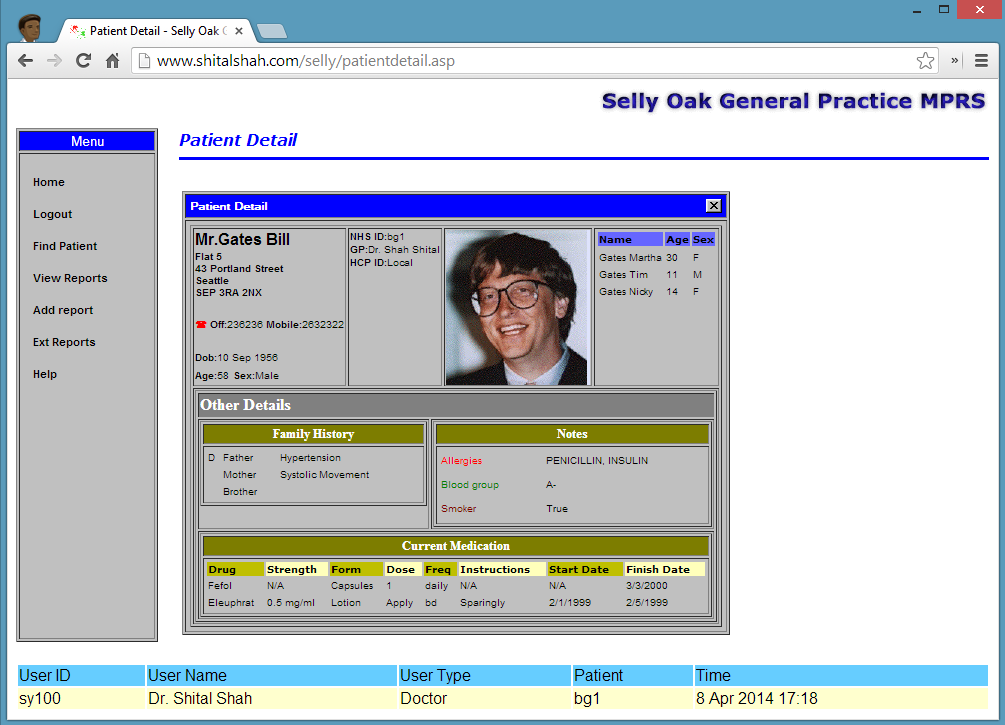 Patient Detail - Selly Oak G
www.shitalshah.com/selly/patientdetail.asp
Selly Oak General Practice MPRS
Menu
Home
Logout
Find Patient
View Reports
Add report
Ext Reports
Help
Patient Detail
Patient Detail
Mr.Gates Bill
Flat 5
43 Portland Street
Seattle
SEP 3RA 2NX
Off:236236 Mobile:2632322
Dob:10 Sep 1956
Age:58 Sex:Male
NHS ID:bg1
GP:Dr. Shah Shital
HCP ID:Local
Name Age Sex
Gates Martha 30 F
Gates Tim 11 M
Gates Nicky 14 F
Other Details
Family History
D Father Hypertension
Mother Systolic Movement
Brother
Notes
Allergies PENICILLIN, INSULIN
Blood group A-
Smoker True
Current Medication
Drug Strength Form Dose Freq Instructions Start Date Finish Date
Fefol N/A Capsules 1 daily N/A N/A 3/3/2000
Eleuphrat 0.5 mg/ml Lotion Apply bd Sparingly 2/1/1999 2/5/1999
User ID User Name User Type Patient Time
sy100 Dr. Shital Shah Doctor bg1 8 Apr 2014 17:18